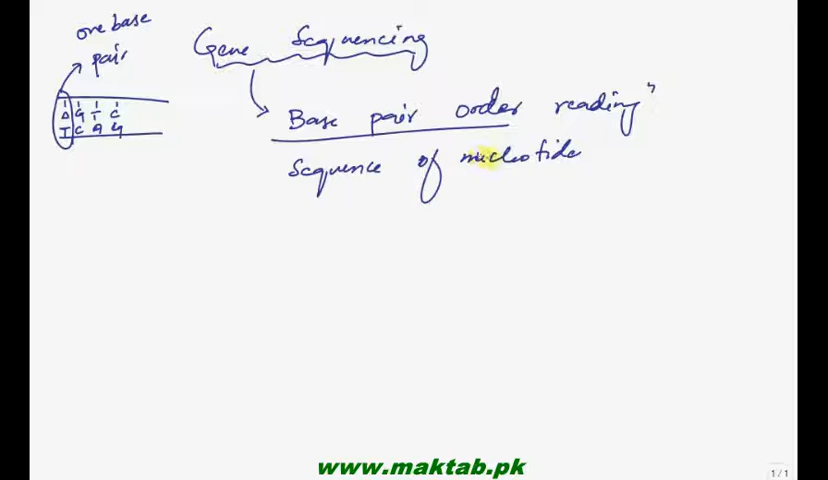 one base
pair
Gene Sequencing
A G T C
T C A G
Base pair order reading"
Sequence of nucleotide
www.maktab.pk
1/1